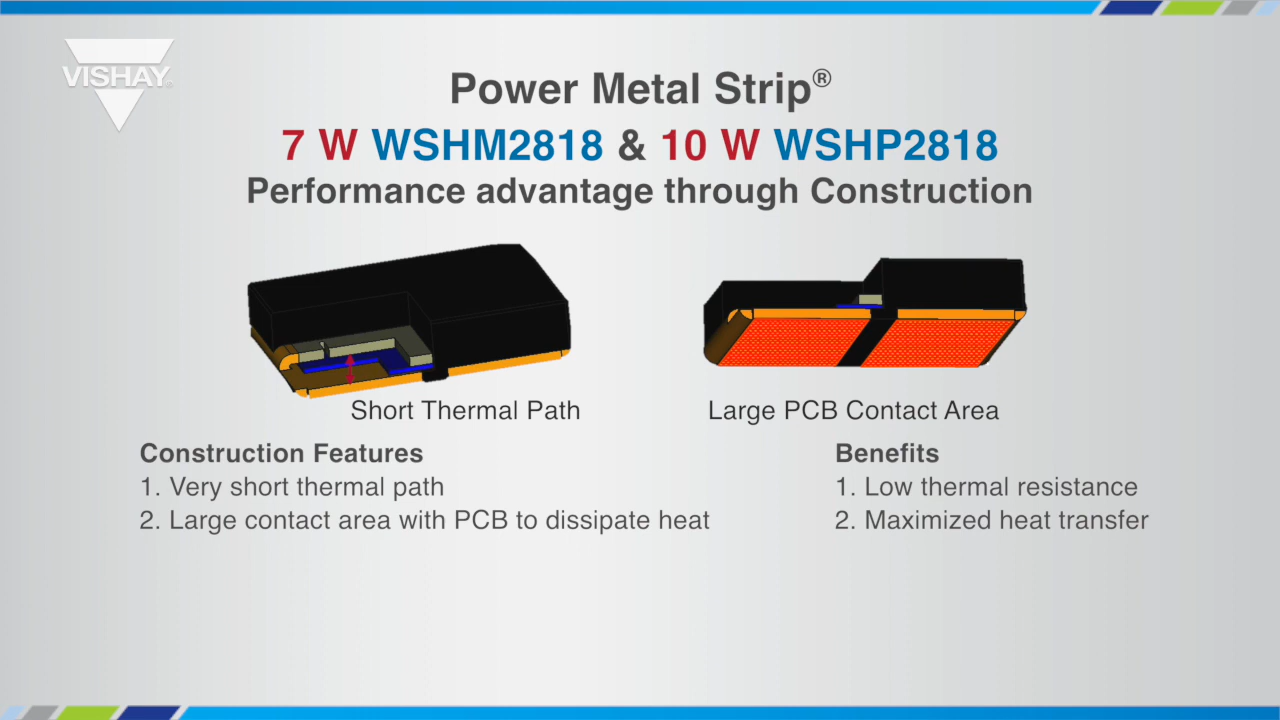 VISHAY
Power Metal Strip®
7 W WSHM2818 & 10 W WSHP2818
Performance advantage through Construction
Short Thermal Path
Large PCB Contact Area
Construction Features
1. Very short thermal path
2. Large contact area with PCB to dissipate heat
Benefits
1. Low thermal resistance
2. Maximized heat transfer